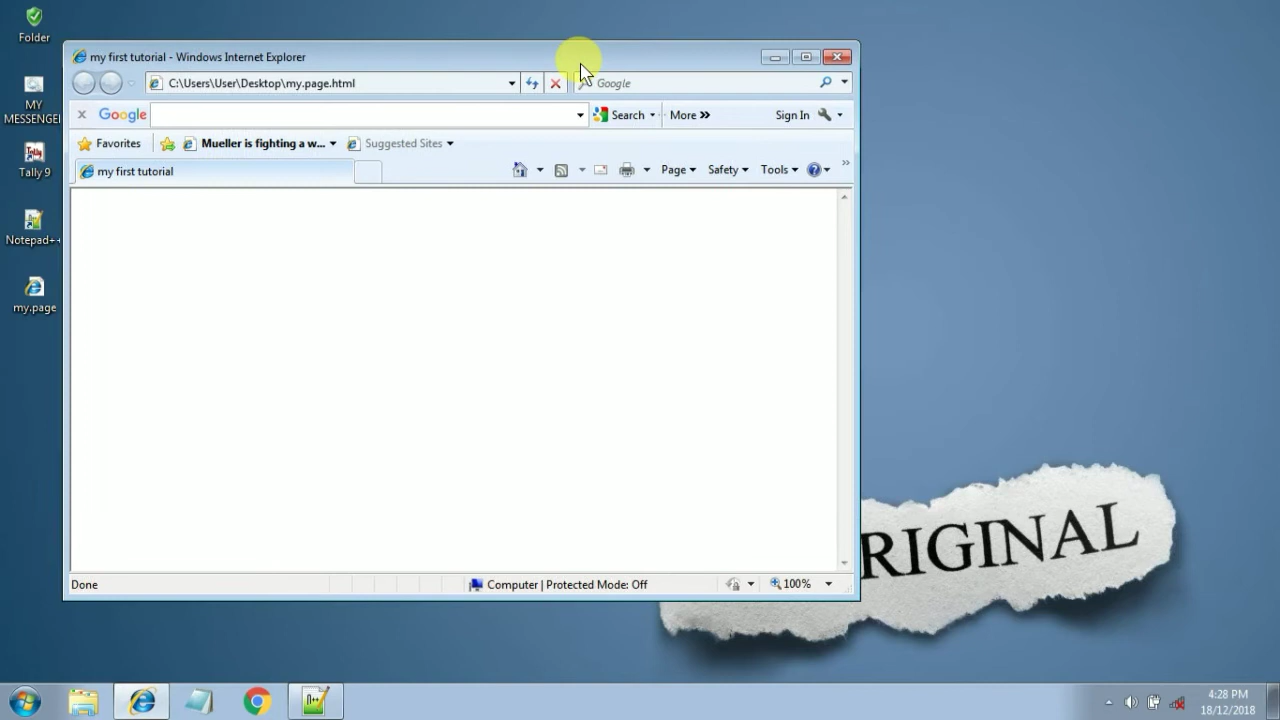 Folder
MY
MESSENGE
Tally 9
Notepad++
my.page
my first tutorial - Windows Internet Explorer
C:\Users\User\Desktop\my.page.html
Google
Google
Search
More »
Sign In
Favorites
Mueller is fighting a w...
Suggested Sites
my first tutorial
Page
Safety
Tools
Done
Computer | Protected Mode: Off
100%
RIGINAL
4:28 PM
18/12/2018